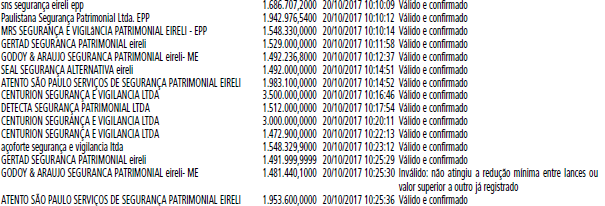 sns segurança eireli epp 1.686.707,2000 20/10/2017 10:10:09 Válido e confirmado
Paulistana Segurança Patrimonial Ltda. EPP 1.942.976,5400 20/10/2017 10:10:12 Válido e confirmado
MRS SEGURANÇA E VIGILâNCIA PATRIMONIAL EIRELI - EPP 1.548.330,0000 20/10/2017 10:10:14 Válido e confirmado
GERTAD SEGURANCA PATRIMONIAL eireli 1.529.000,0000 20/10/2017 10:11:58 Válido e confirmado
GODOY & ARAUJO SEGURANCA PATRIMONIAL eireli- ME 1.492.236,8000 20/10/2017 10:12:37 Válido e confirmado
SEAL SEGURANÇA ALTERNATIVA eireli 1.492.000,0000 20/10/2017 10:14:51 Válido e confirmado
ATENTO SÃO PAULO SERVIÇOS DE SEGURANÇA PATRIMONIAL EIRELI 1.983.100,0000 20/10/2017 10:14:52 Válido e confirmado
CENTURION SEGURANÇA E VIGILANCIA LTDA 3.500.000,0000 20/10/2017 10:16:46 Válido e confirmado
DETECTA SEGURANÇA PATRIMONIAL LTDA 1.512.000,0000 20/10/2017 10:17:54 Válido e confirmado
CENTURION SEGURANÇA E VIGILANCIA LTDA 3.000.000,0000 20/10/2017 10:20:11 Válido e confirmado
CENTURION SEGURANÇA E VIGILANCIA LTDA 1.472.900,0000 20/10/2017 10:22:13 Válido e confirmado
açoforte segurança e vigilancia ltda 1.548.329,9000 20/10/2017 10:23:12 Válido e confirmado
GERTAD SEGURANCA PATRIMONIAL eireli 1.491.999,9999 20/10/2017 10:25:29 Válido e confirmado
GODOY & ARAUJO SEGURANCA PATRIMONIAL eireli- ME 1.481.440,1000 20/10/2017 10:25:30 Inválido: não atingiu a redução mínima entre lances ou
valor superior a outro já registrado
ATENTO SÃO PAULO SERVIÇOS DE SEGURANÇA PATRIMONIAL EIRELI 1.953.600,0000 20/10/2017 10:25:36 Válido e confirmado